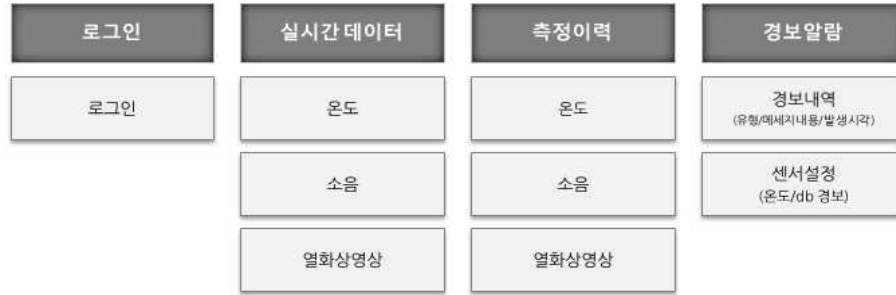 로그인
실시간 데이터
측정이력
경보알람
로그인
온도
온도
경보내역
(유형/메세지내용/발생시각)
소음
소음
센서설정
(온도/db 경보)
열화상영상
열화상영상